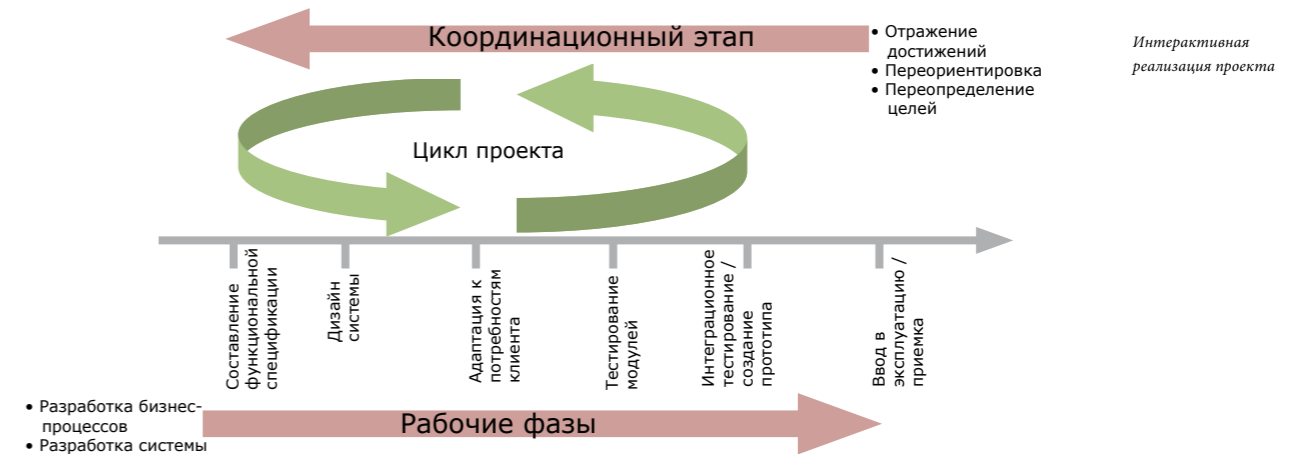 Координационный этап
• Отражение
достижений
• Переориентировка
• Переопределение
целей
Интерактивная
реализация проекта
Цикл проекта
Составление
функциональной
спецификации
Дизайн
системы
Адаптация к
потребностям
клиента
Тестирование
модулей
Интеграционное
тестирование /
создание
прототипа
Ввод в
эксплуатацию /
приемка
• Разработка бизнес-
процессов
• Разработка системы
Рабочие фазы